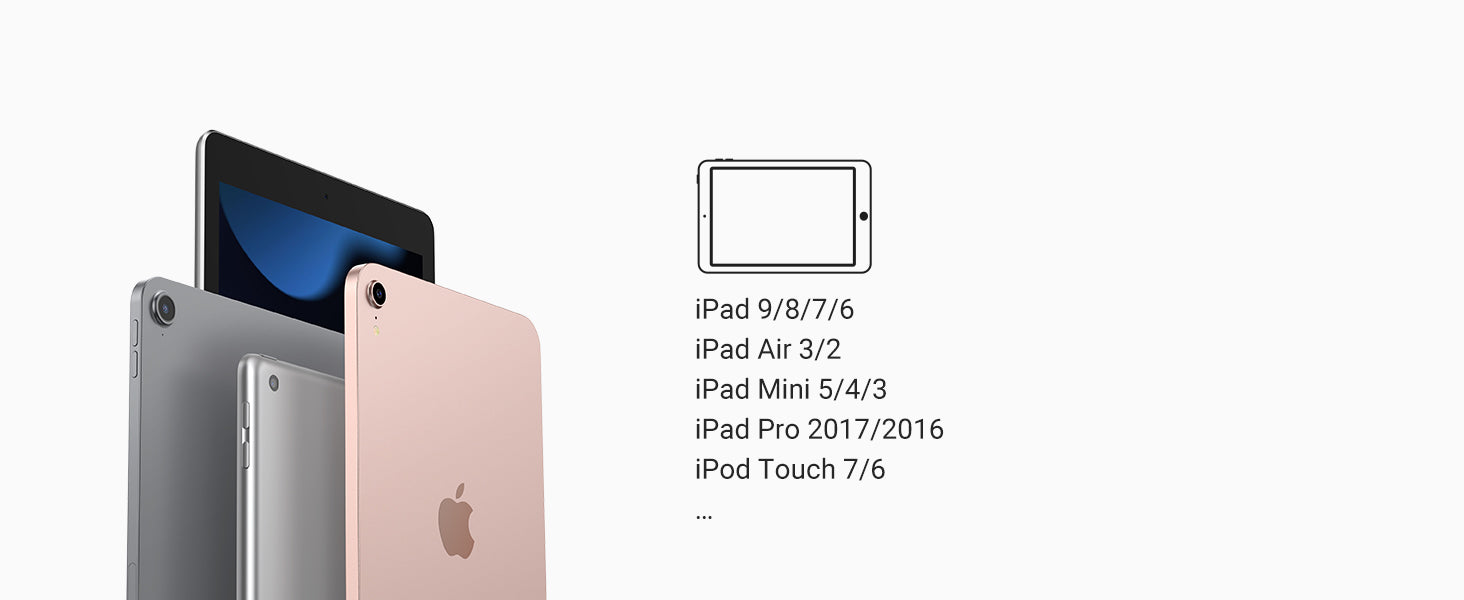 iPad 9/8/7/6
iPad Air 3/2
iPad Mini 5/4/3
iPad Pro 2017/2016
iPod Touch 7/6
...